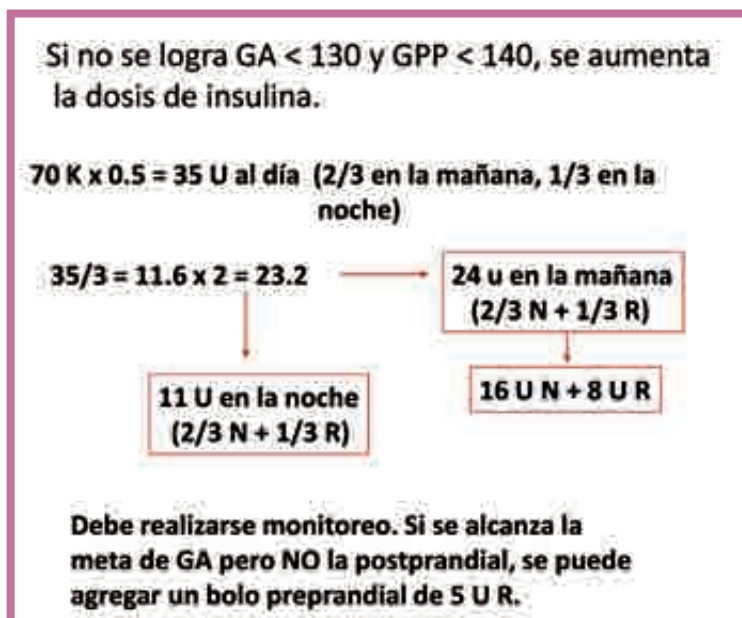 Si no se logra GA < 130 y GPP < 140, se aumenta
la dosis de insulina.
70 K x 0.5 = 35 U al día (2/3 en la mañana, 1/3 en la
noche)
35/3 = 11.6 x 2 = 23.2
24 u en la mañana
(2/3 N + 1/3 R)
11 U en la noche
(2/3 N + 1/3 R)
16 U N + 8 U R
Debe realizarse monitoreo. Si se alcanza la
meta de GA pero NO la postprandial, se puede
agregar un bolo preprandial de 5 U R.